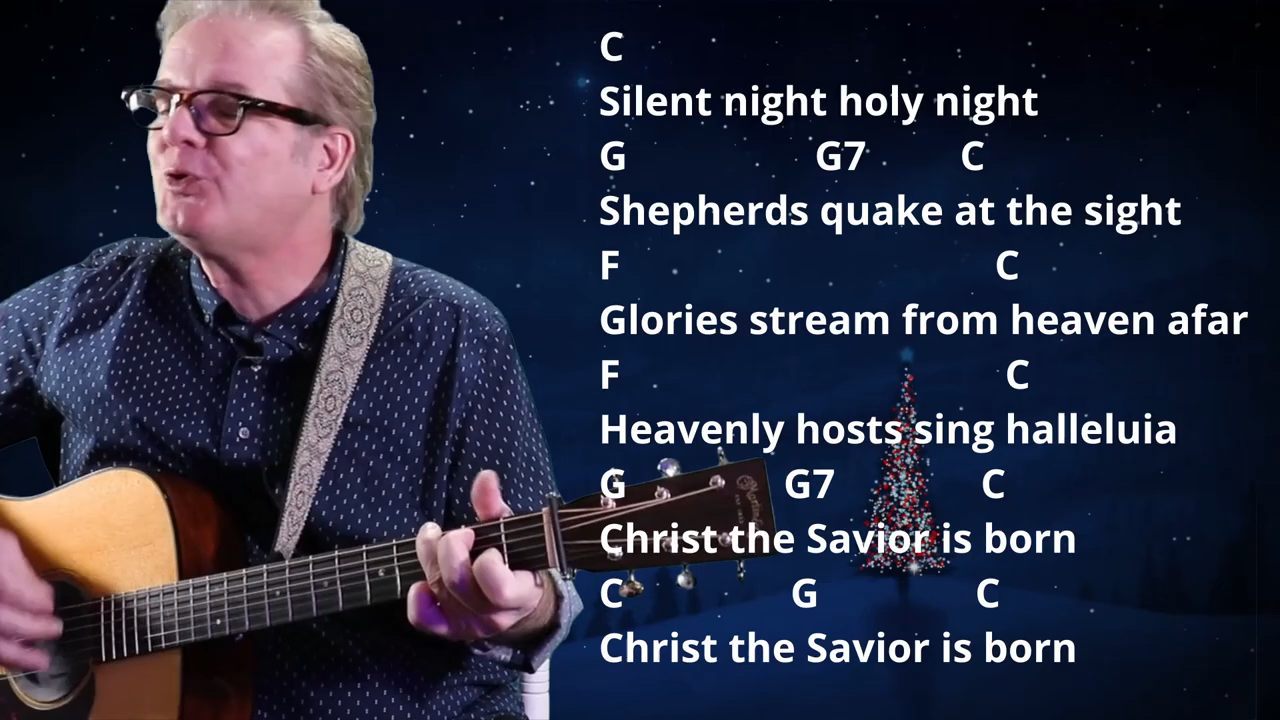 C
Silent night holy night
G G7 C
Shepherds quake at the sight
F C
Glories stream from heaven afar
F C
Heavenly hosts sing halleluia
G G7 C
Christ the Savior is born
C G C
Christ the Savior is born